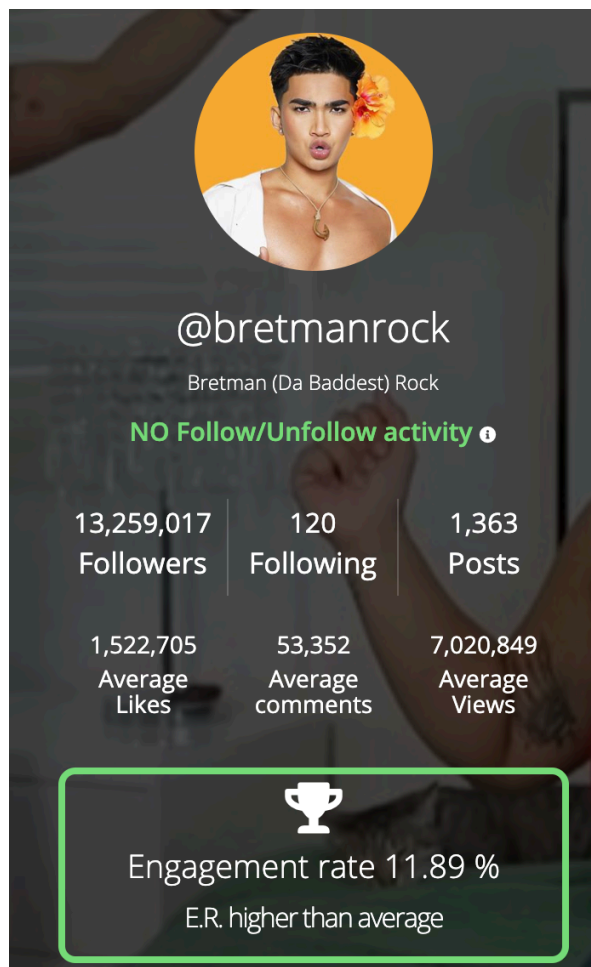 @bretmanrock
Bretman (Da Baddest) Rock
NO Follow/Unfollow activity
13,259,017
Followers
120
Following
1,363
Posts
1,522,705
Average
Likes
53,352
Average
comments
7,020,849
Average
Views
Engagement rate 11.89 %
E.R. higher than average